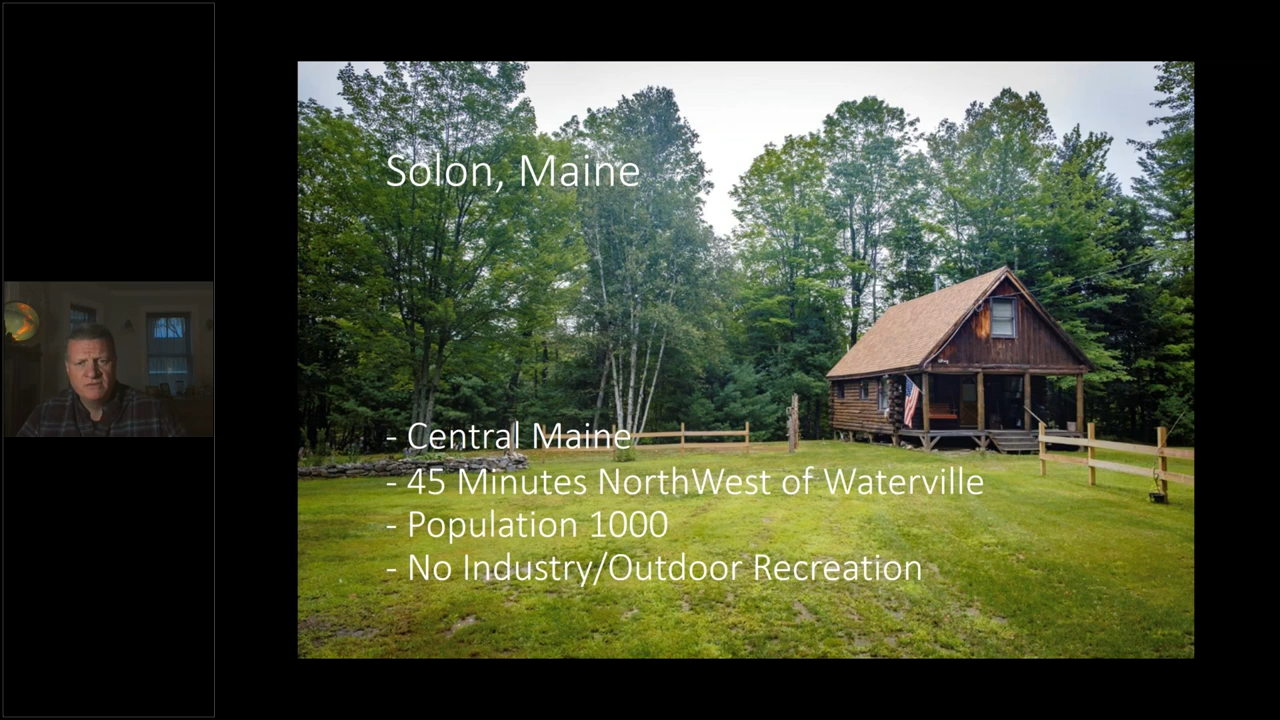 Solon, Maine
- Central Maine
- 45 Minutes NorthWest of Waterville
- Population 1000
- No Industry/Outdoor Recreation